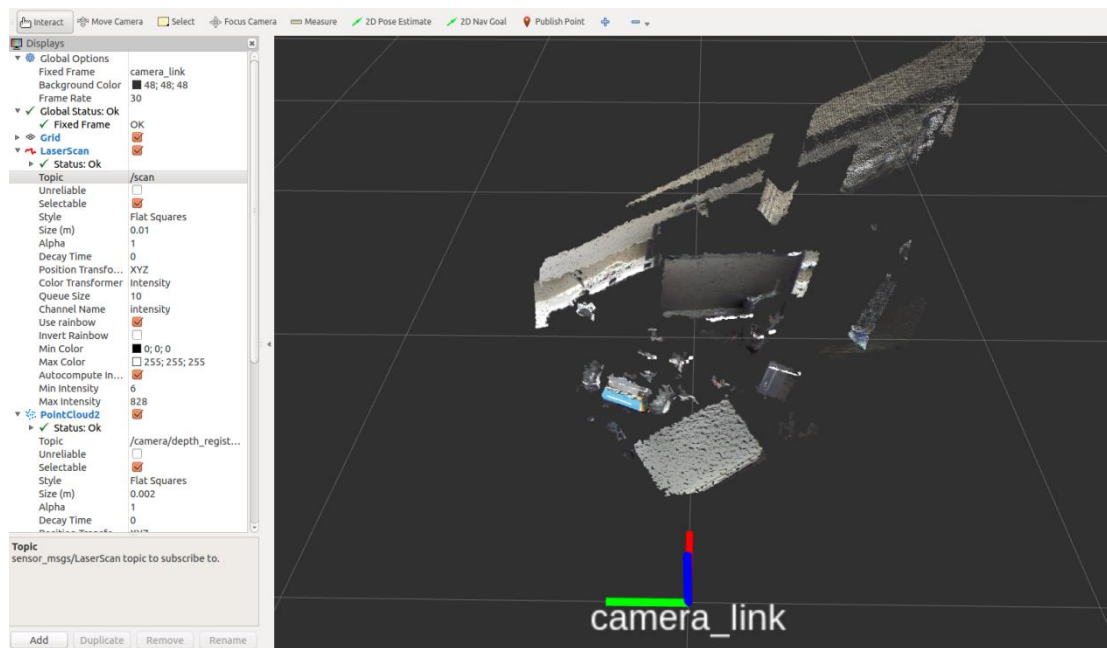 Interact Move Camera Select Focus Camera Measure 2D Pose Estimate 2D Nav Goal Publish Point
Displays
Global Options
Fixed Frame camera_link
Background Color 48; 48; 48
Frame Rate 30
Global Status: Ok
Fixed Frame OK
Grid
LaserScan
Status: Ok
Topic /scan
Unreliable
Selectable
Style Flat Squares
Size (m) 0.01
Alpha 1
Decay Time 0
Position Transfo... XYZ
Color Transformer Intensity
Queue Size 10
Channel Name intensity
Use rainbow
Invert Rainbow
Min Color 0; 0; 0
Max Color 255; 255; 255
Autocompute In...
Min Intensity 6
Max Intensity 828
PointCloud2
Status: Ok
Topic /camera/depth_regist...
Unreliable
Selectable
Style Flat Squares
Size (m) 0.002
Alpha 1
Decay Time 0
Topic
sensor_msgs/LaserScan topic to subscribe to.
Add Duplicate Remove Rename
camera_link